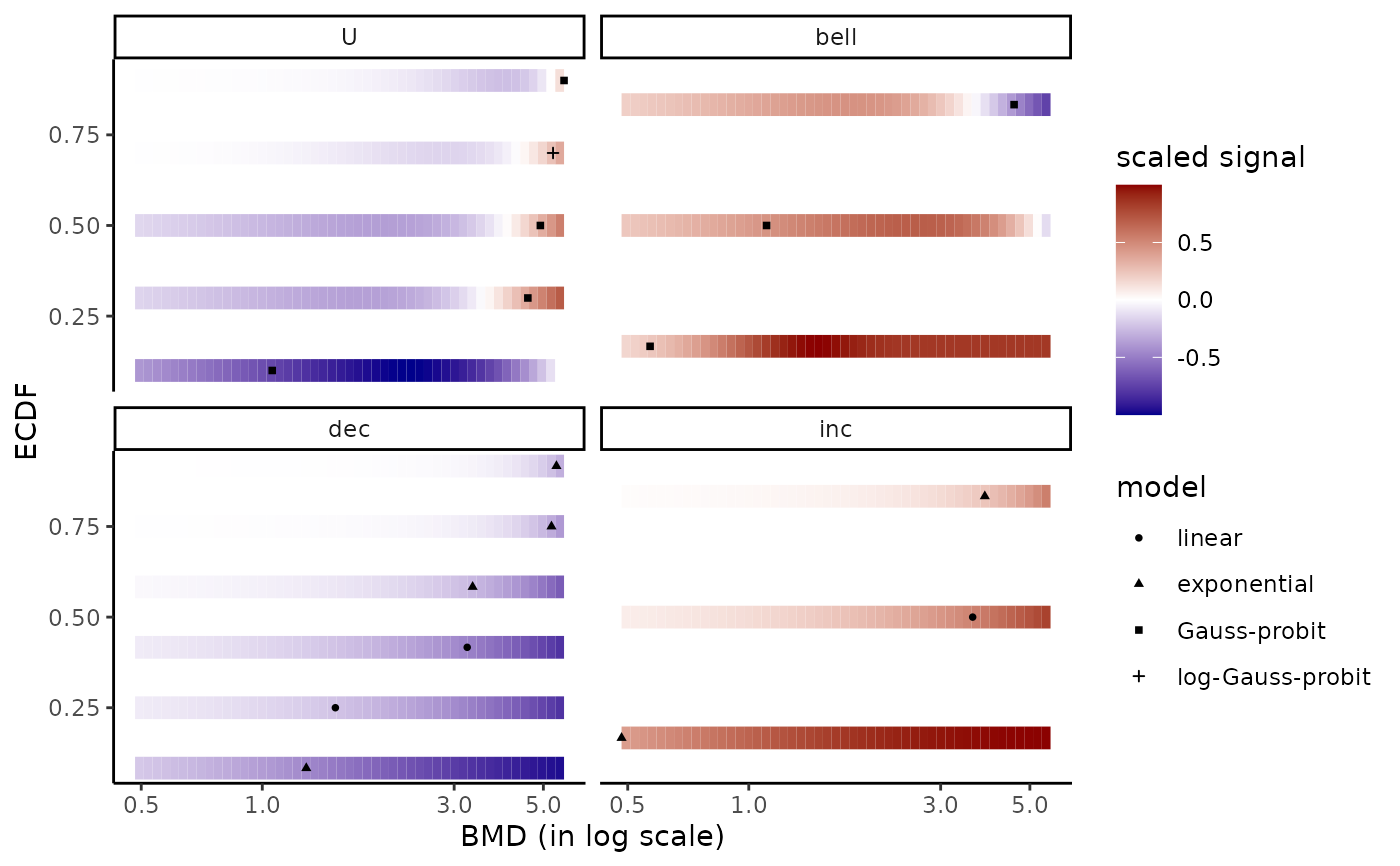 U
bell
0.75
0.50
0.25
dec
inc
0.75
0.50
0.25
ECDF
0.5 1.0 3.0 5.0
0.5 1.0 3.0 5.0
BMD (in log scale)
scaled signal
0.5
0.0
-0.5
model
linear
exponential
Gauss-probit
log-Gauss-probit